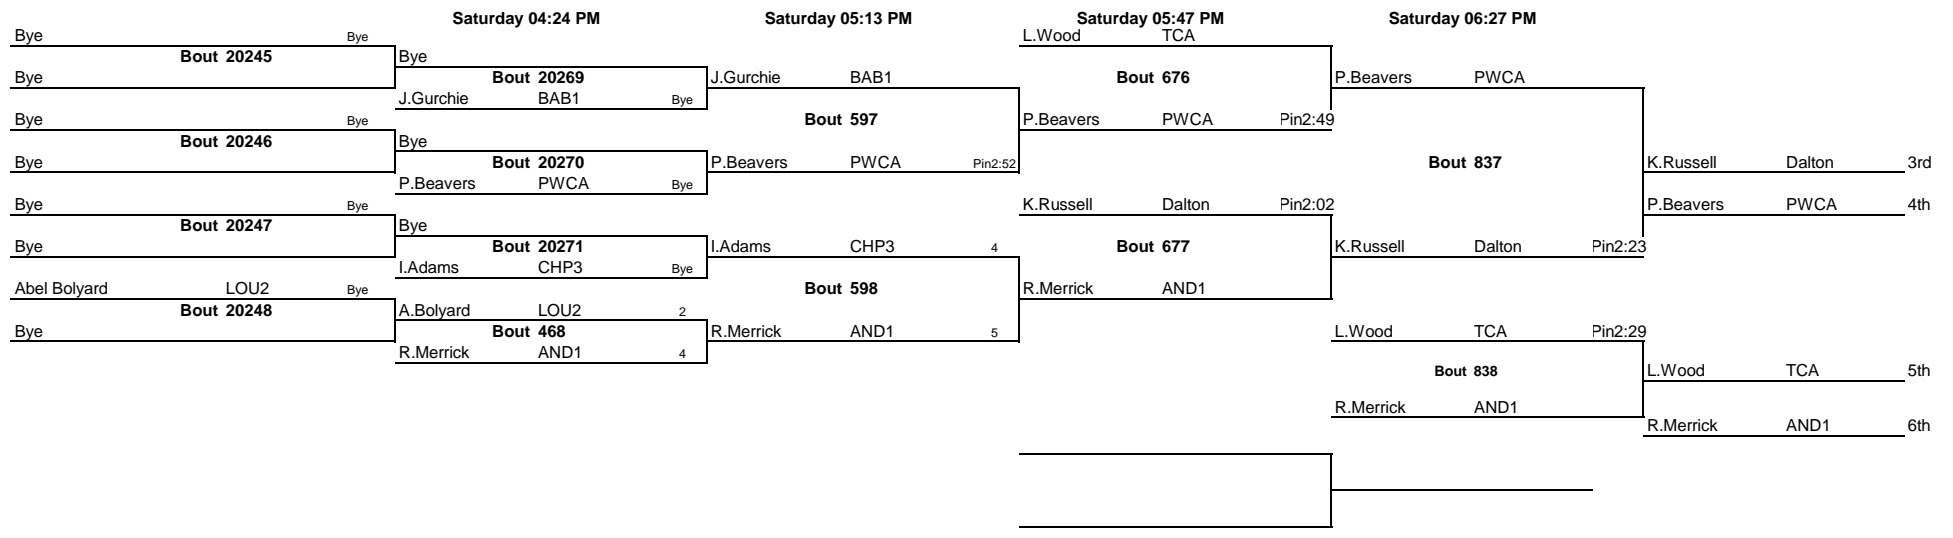 Saturday 04:24 PM Saturday 05:13 PM Saturday 05:47 PM Saturday 06:27 PM
Bye Bye L.Wood TCA
Bout 20245 Bye
Bye Bout 20269 J.Gurchie BAB1 Bout 676 P.Beavers PWCA
J.Gurchie BAB1 Bye
Bye Bye Bout 597 P.Beavers PWCA Pin2:49
Bout 20246 Bye
Bye Bout 20270 P.Beavers PWCA Pin2:52 Bout 837 K.Russell Dalton 3rd
P.Beavers PWCA Bye
Bye Bye K.Russell Dalton Pin2:02 P.Beavers PWCA 4th
Bout 20247 Bye
Bye Bout 20271 I.Adams CHP3 4 Bout 677 K.Russell Dalton Pin2:23
I.Adams CHP3 Bye
Abel Bolyard LOU2 Bye Bout 598 R.Merrick AND1
Bout 20248 A.Bolyard LOU2 2
Bye Bout 468 R.Merrick AND1 5 L.Wood TCA Pin2:29
R.Merrick AND1 4
Bout 838 L.Wood TCA 5th
R.Merrick AND1
R.Merrick AND1 6th